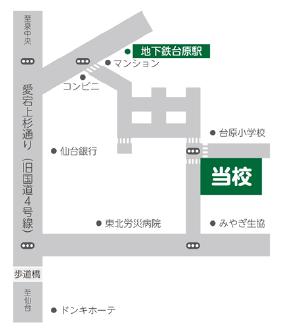 至泉中央
地下鉄台原駅
マンション
コンビニ
愛宕上杉通り(旧国道4号線)
台原小学校
仙台銀行
当校
東北労災病院
みやぎ生協
歩道橋
至仙台
ドンキホーテ